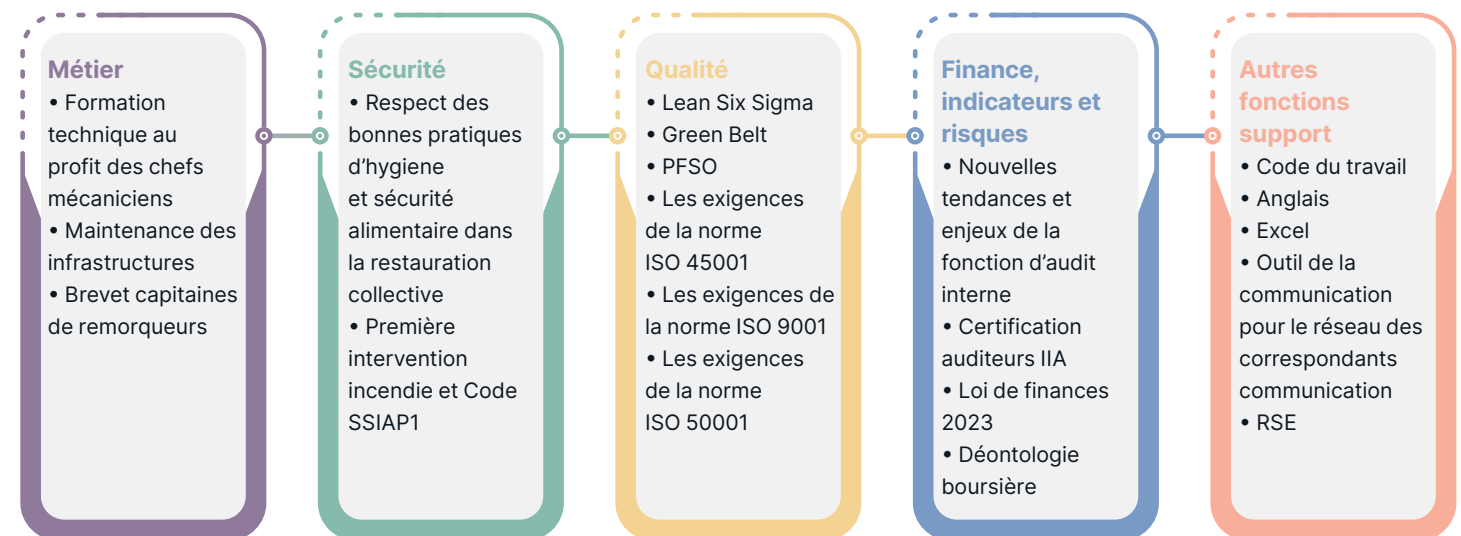 Métier
• Formation
technique au
profit des chefs
mécaniciens
• Maintenance des
infrastructures
• Brevet capitaines
de remorqueurs
Sécurité
• Respect des
bonnes pratiques
d’hygiene
et sécurité
alimentaire dans
la restauration
collective
• Première
intervention
incendie et Code
SSIAP1
Qualité
• Lean Six Sigma
• Green Belt
• PFSO
• Les exigences
de la norme
ISO 45001
• Les exigences de
la norme ISO 9001
• Les exigences
de la norme
ISO 50001
Finance,
indicateurs et
risques
• Nouvelles
tendances et
enjeux de la
fonction d’audit
interne
• Certification
auditeurs IIA
• Loi de finances
2023
• Déontologie
boursière
Autres
fonctions
support
• Code du travail
• Anglais
• Excel
• Outil de la
communication
pour le réseau des
correspondants
communication
• RSE